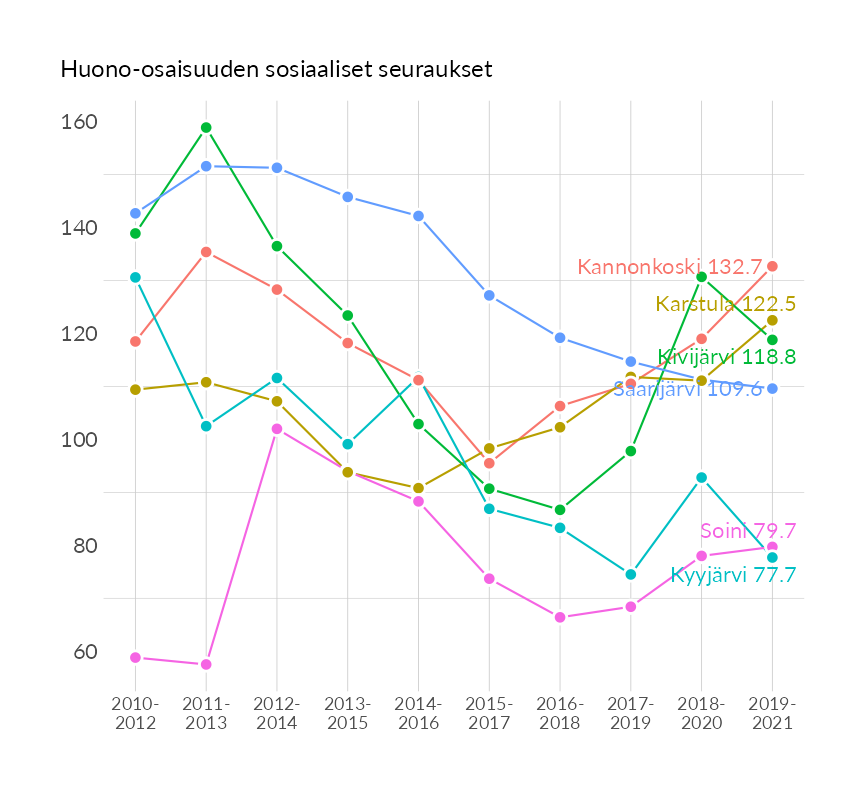 Huono-osaisuuden sosiaaliset seuraukset
160
140
120
100
80
60
Kannonkoski 132.7
Karstula 122.5
Kivijärvi 118.8
Saarijärvi 109.6
Soini 79.7
Kyyjärvi 77.7
2010- 2011- 2012- 2013- 2014- 2015- 2016- 2017- 2018- 2019-
2012 2013 2014 2015 2016 2017 2018 2019 2020 2021